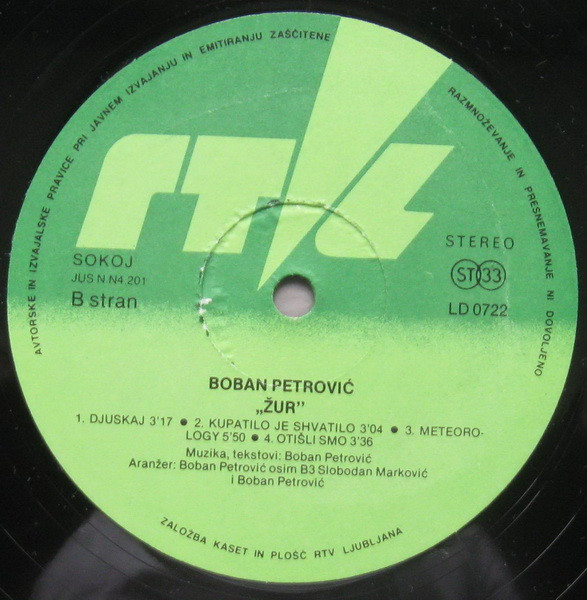 AVTORSKE IN IZVAJALSKE PRAVICE PRI JAVNEM IZVAJANJU IN EMITIRANJU ZAŠČITENE
RAZMNOŽEVANJE IN PRESNEMAVANJE NI DOVOLJENO
rtl
SOKOJ
JUS N N4 201
B stran
STEREO
ST 33
LD 0722
BOBAN PETROVIĆ
„ŽUR”
1. DJUSKAJ 3'17 ● 2. KUPATILO JE SHVATILO 3'04 ● 3. METEORO-
LOGY 5'50 ● 4. OTIŠLI SMO 3'36
Muzika, tekstovi: Boban Petrović
Aranžer: Boban Petrović osim B3 Slobodan Marković
i Boban Petrović
ZALOŽBA KASET IN PLOŠČ RTV LJUBLJANA